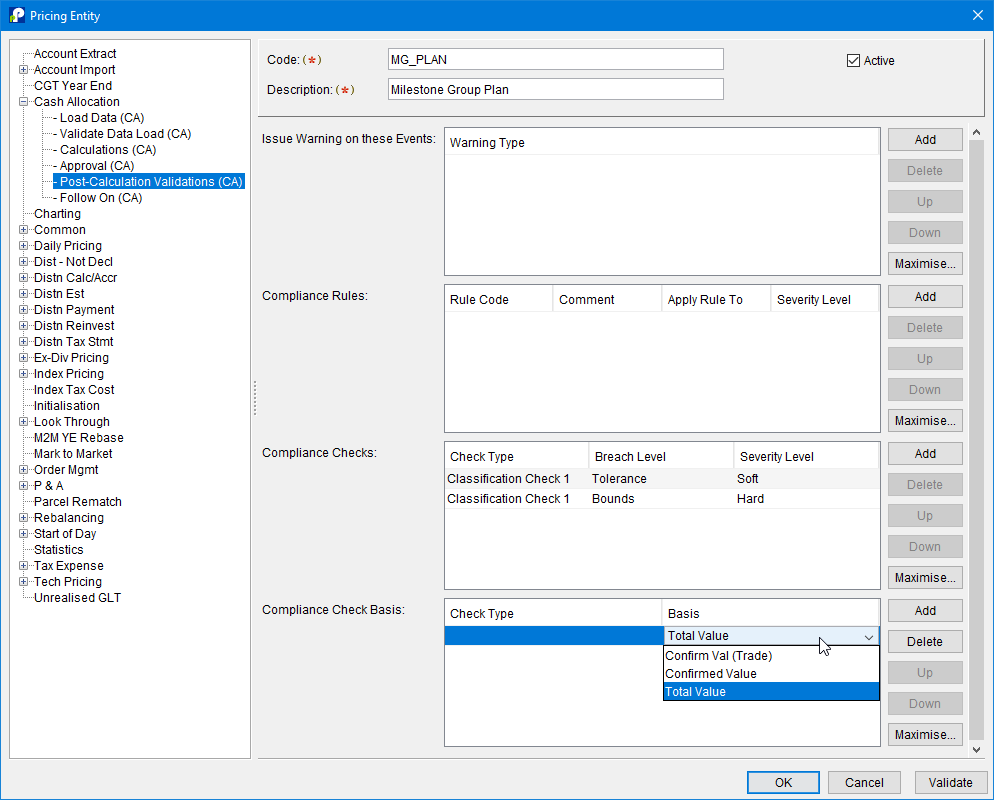 Pricing Entity
Account Extract
Account Import
CGT Year End
Cash Allocation
- Load Data (CA)
- Validate Data Load (CA)
- Calculations (CA)
- Approval (CA)
- Post-Calculation Validations (CA)
- Follow On (CA)
Charting
Common
Daily Pricing
Dist - Not Decl
Distn Calc/Accr
Distn Est
Distn Payment
Distn Reinvest
Distn Tax Stmt
Ex-Div Pricing
Index Pricing
Index Tax Cost
Initialisation
Look Through
M2M YE Rebase
Mark to Market
Order Mgmt
P & A
Parcel Rematch
Rebalancing
Start of Day
Statistics
Tax Expense
Tech Pricing
Unrealised GLT
Code: (*) MG_PLAN Active
Description: (*) Milestone Group Plan
Issue Warning on these Events: Warning Type
Add
Delete
Up
Down
Maximise...
Compliance Rules: Rule Code Comment Apply Rule To Severity Level
Add
Delete
Up
Down
Maximise...
Compliance Checks: Check Type Breach Level Severity Level
Classification Check 1 Tolerance Soft
Classification Check 1 Bounds Hard
Add
Delete
Up
Down
Maximise...
Compliance Check Basis: Check Type Basis
Total Value
Confirm Val (Trade)
Confirmed Value
Total Value
Add
Delete
Up
Down
Maximise...
OK Cancel Validate